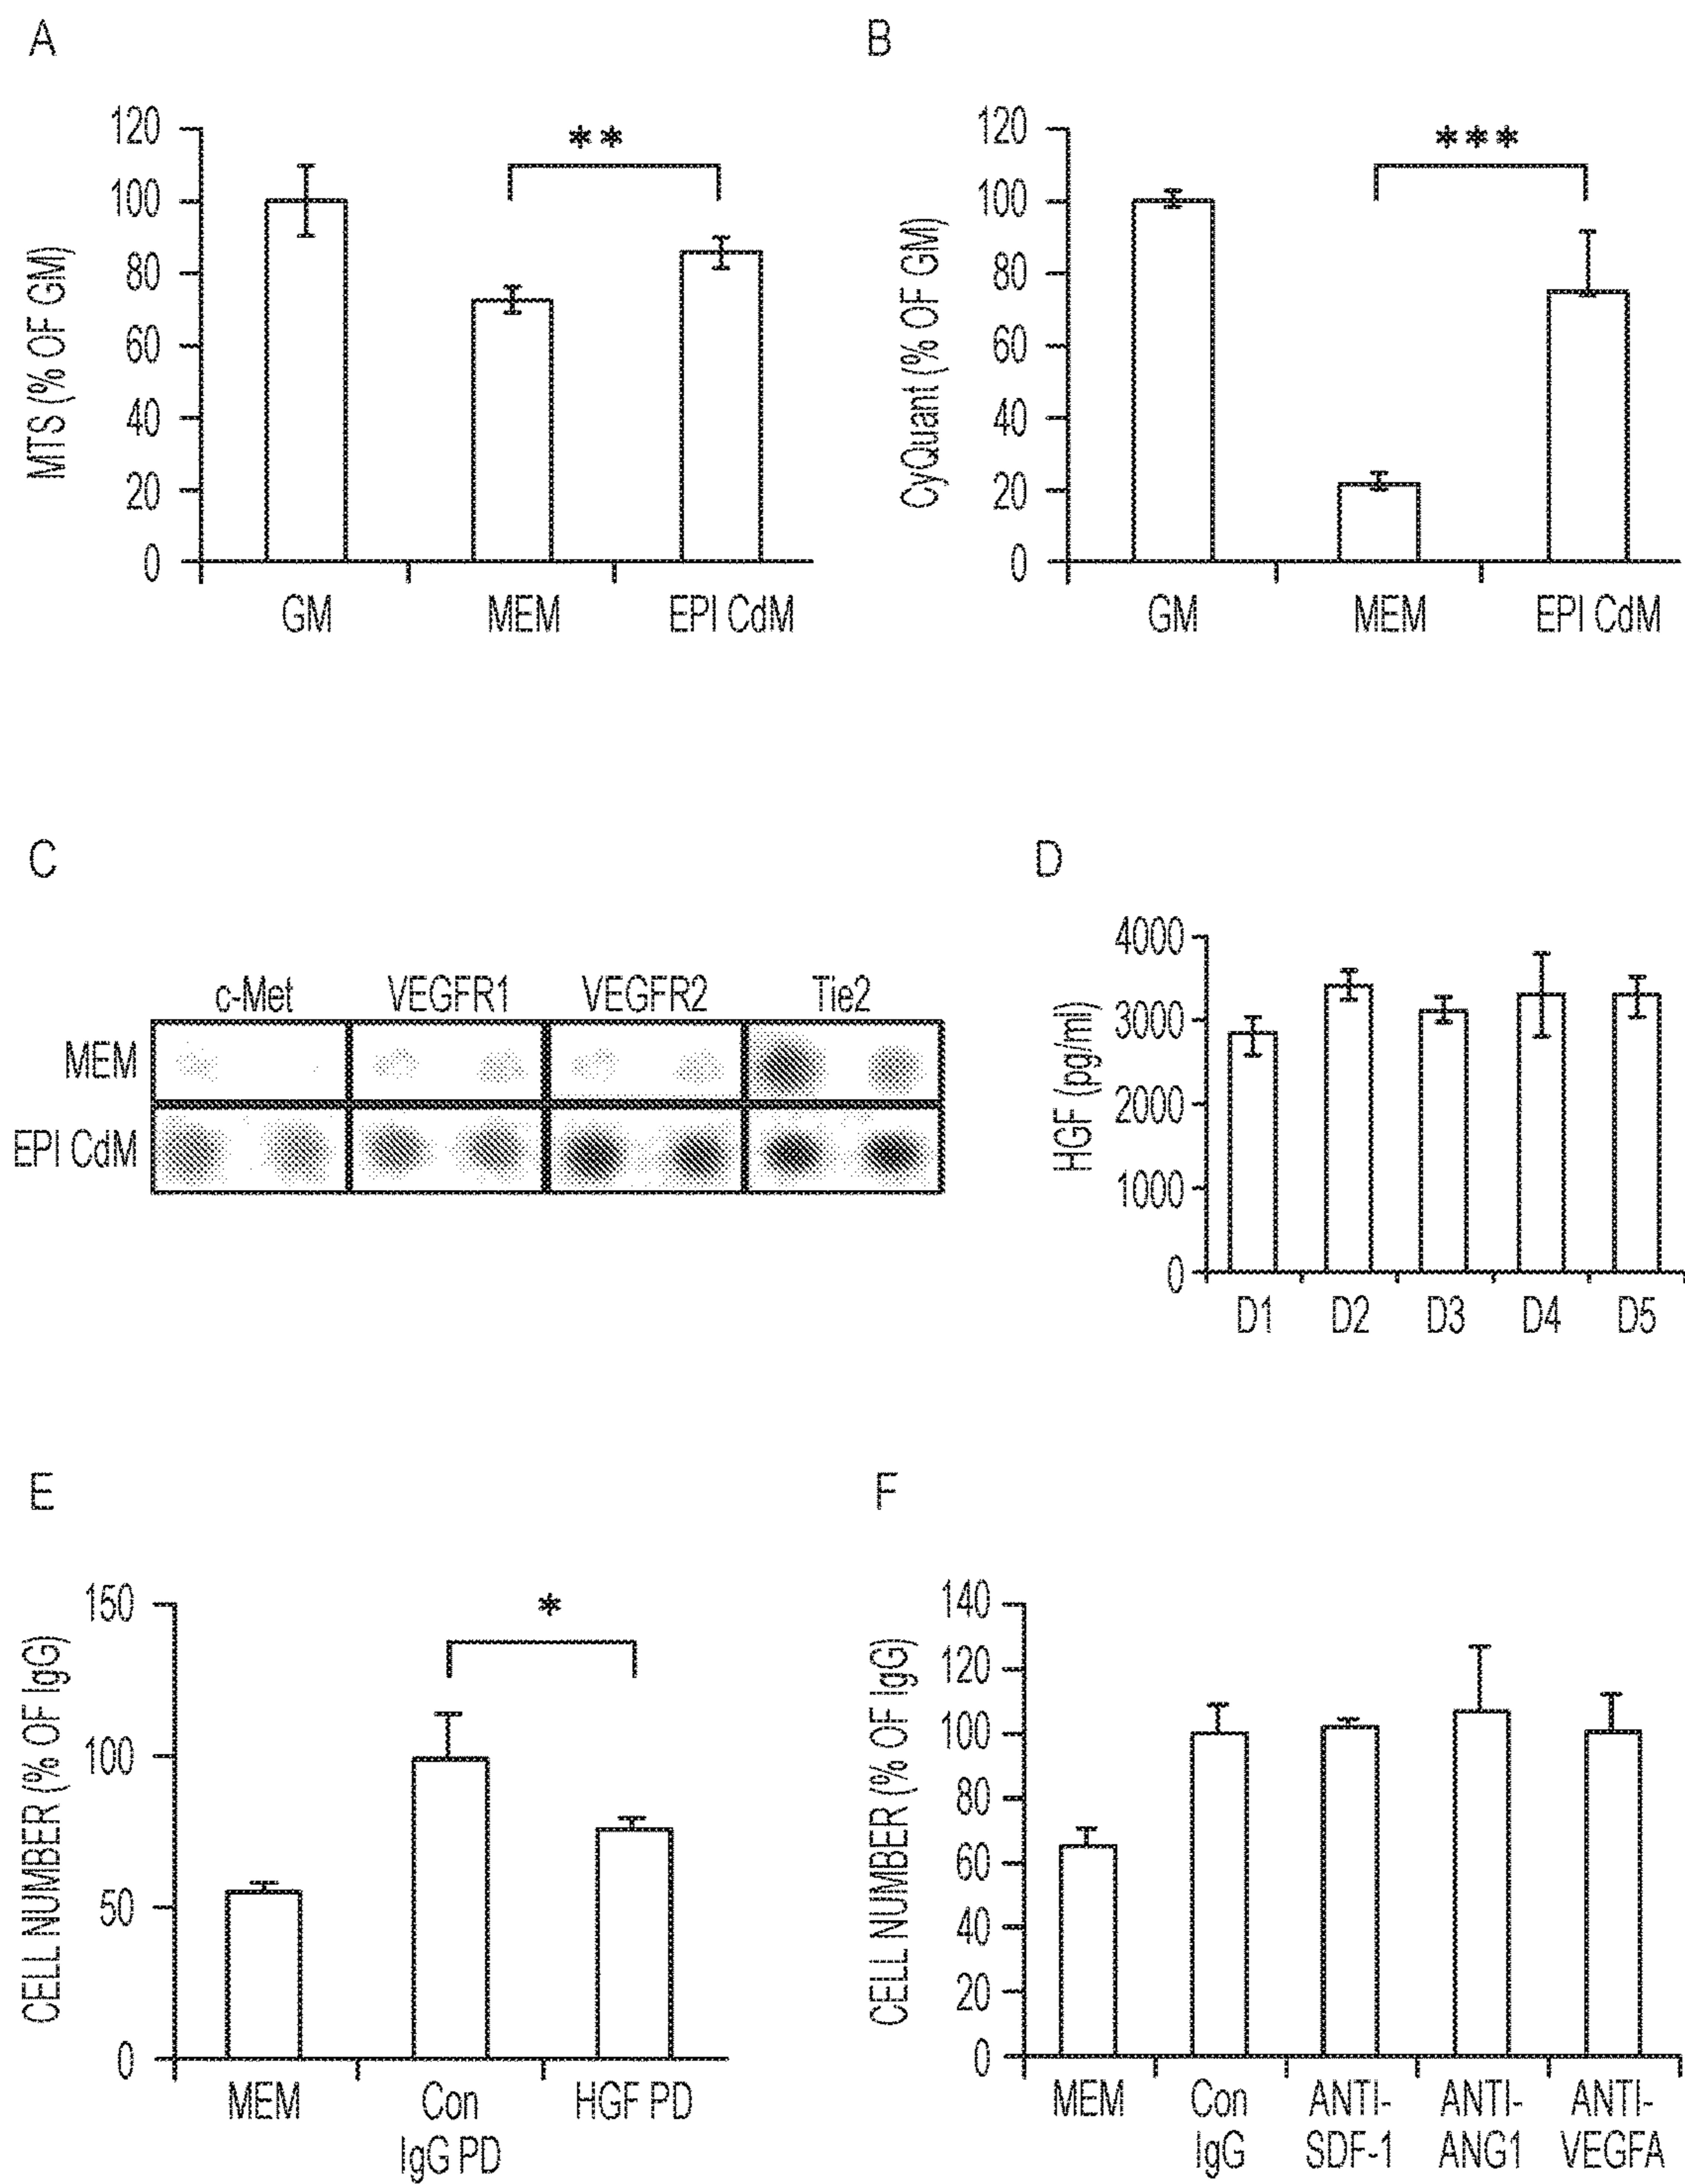 A
MTS (% OF GM)
120
100
80
60
40
20
0
**
GM
MEM
EPI CdM
B
CyQuant (% OF GM)
120
100
80
60
40
20
0
***
GM
MEM
EPI CdM
C
c-Met
VEGFR1
VEGFR2
Tie2
MEM
EPI CdM
D
HGF (pg/ml)
4000
3000
2000
1000
0
D1
D2
D3
D4
D5
E
CELL NUMBER (% OF IgG)
150
100
50
0
*
MEM
Con
IgG PD
HGF PD
F
CELL NUMBER (% OF IgG)
140
120
100
80
60
40
20
0
MEM
Con
IgG
ANTI-
SDF-1
ANTI-
ANG1
ANTI-
VEGFA